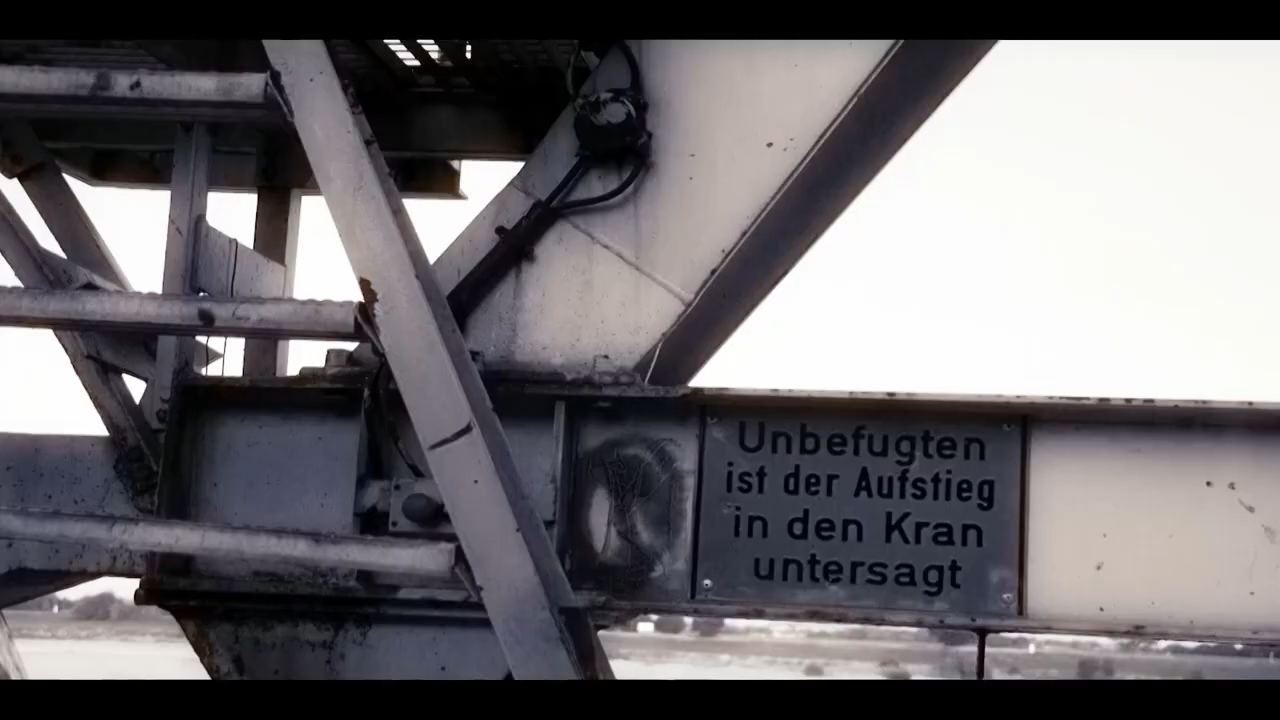 Unbefugten
ist der Aufstieg
in den Kran
untersagt